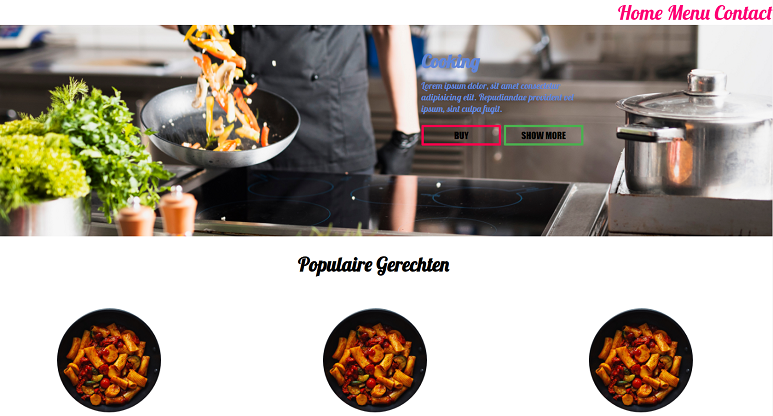 Home Menu Contact
Cooking
Lorem ipsum dolor, sit amet consectetur
adipisicing elit. Repudiandae provident vel
ipsum, sint culpa fugit.
BUY
SHOW MORE
Populaire Gerechten